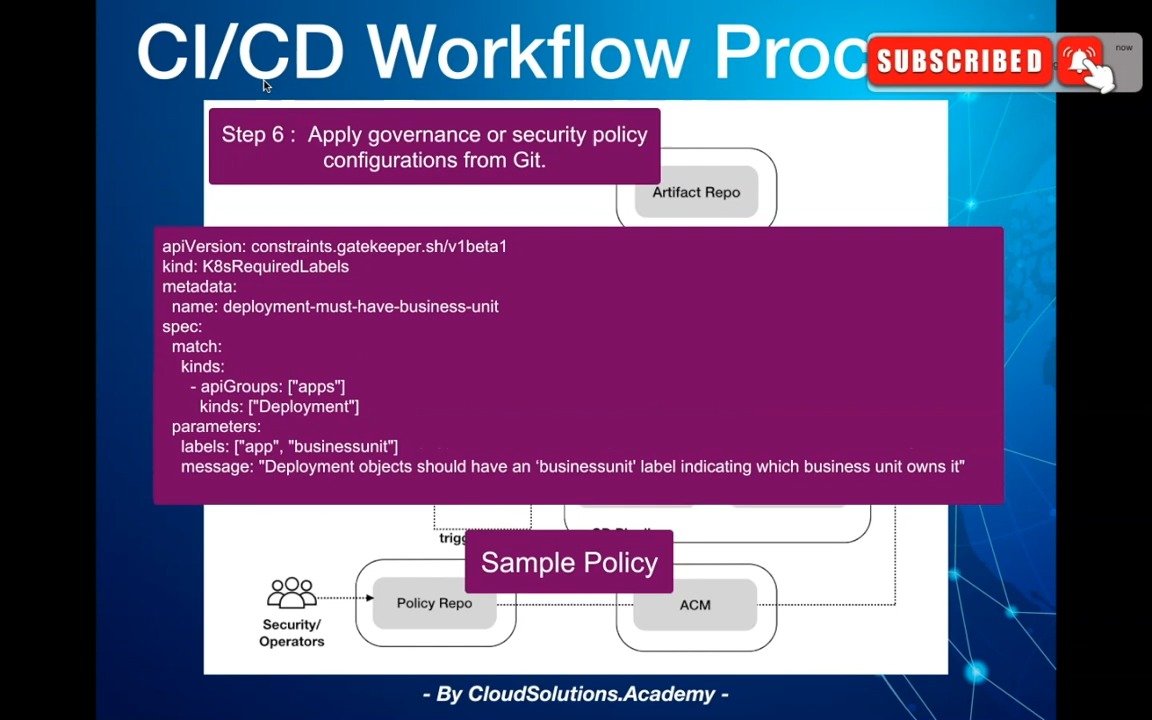 CI/CD Workflow Proc
SUBSCRIBED
now
Step 6 : Apply governance or security policy
configurations from Git.
Artifact Repo
apiVersion: constraints.gatekeeper.sh/v1beta1
kind: K8sRequiredLabels
metadata:
  name: deployment-must-have-business-unit
spec:
  match:
    kinds:
      - apiGroups: ["apps"]
        kinds: ["Deployment"]
  parameters:
    labels: ["app", "businessunit"]
    message: "Deployment objects should have an ‘businessunit’ label indicating which business unit owns it"
trigg
Sample Policy
Policy Repo
ACM
Security/
Operators
- By CloudSolutions.Academy -